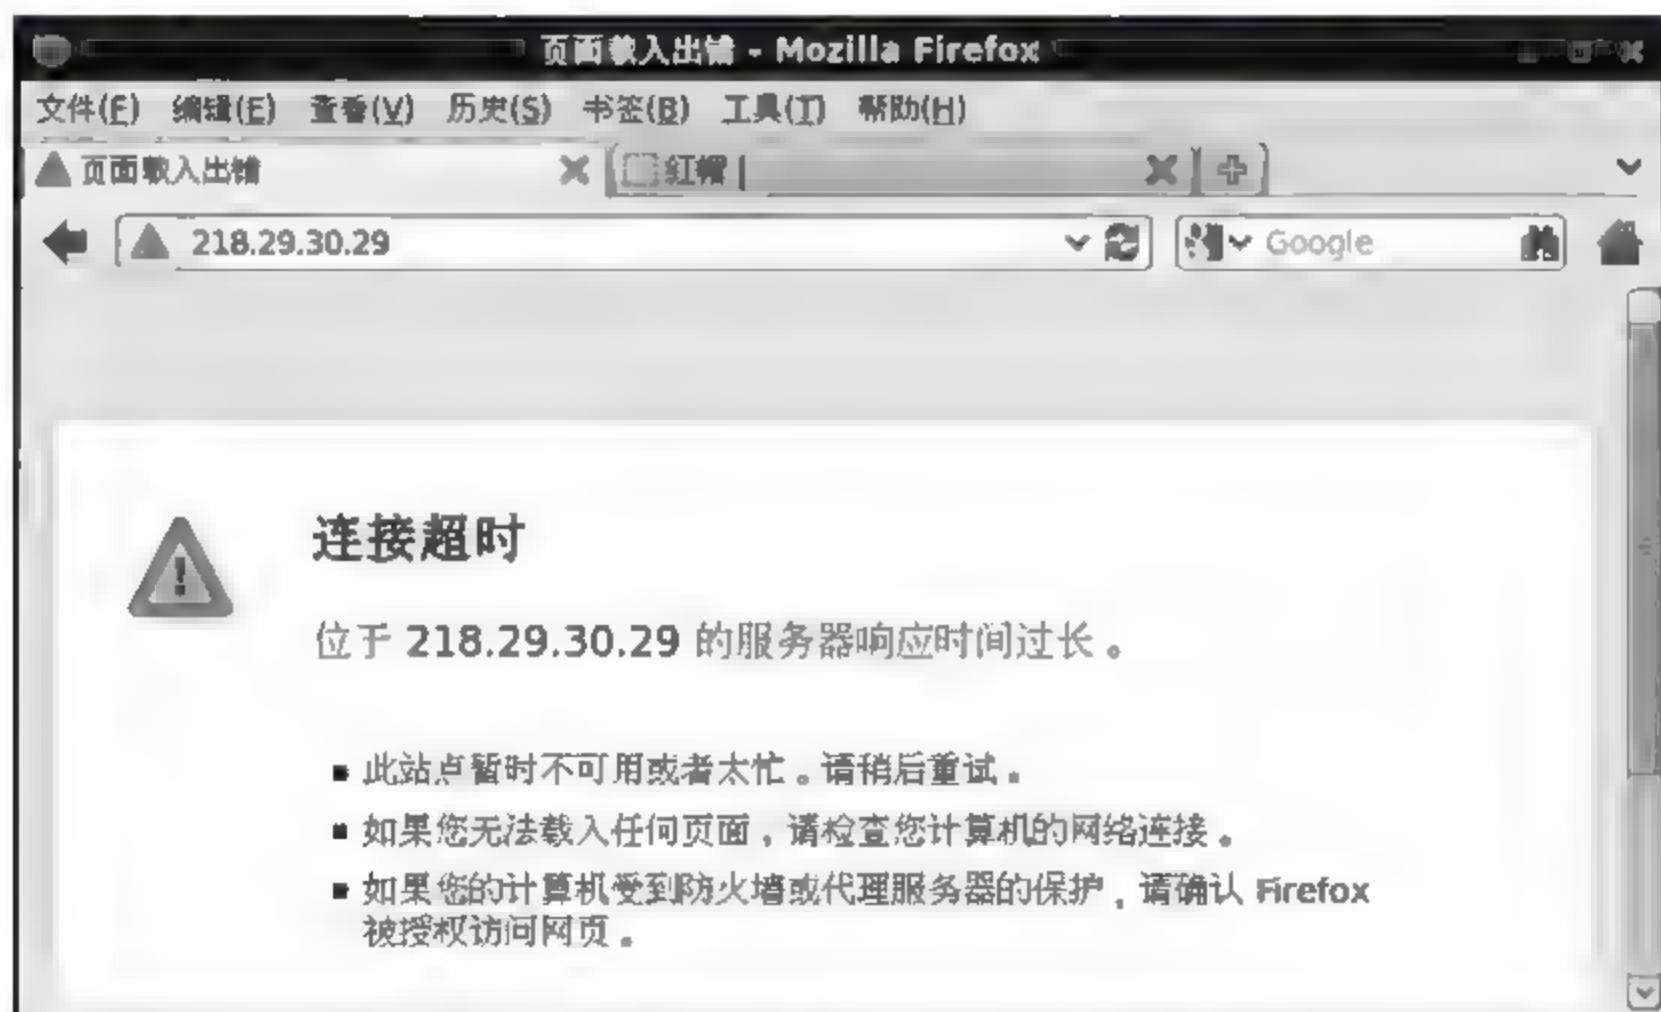 页面载入出错 - Mozilla Firefox
文件(F) 编辑(E) 查看(V) 历史(S) 书签(B) 工具(T) 帮助(H)
页面载入出错 红帽 |
218.29.30.29 Google
连接超时
位于 218.29.30.29 的服务器响应时间过长。
此站点暂时不可用或者太忙。请稍后重试。
如果您无法载入任何页面，请检查您计算机的网络连接。
如果您的计算机受到防火墙或代理服务器的保护，请确认 Firefox
被授权访问网页。